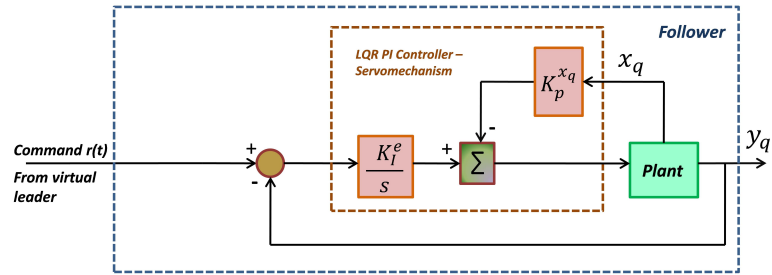 Follower
LQR PI Controller –
Servomechanism
K_p^{x_q}
x_q
y_q
Command r(t)
From virtual
leader
+
-
K_I^e
s
+
-
Σ
Plant